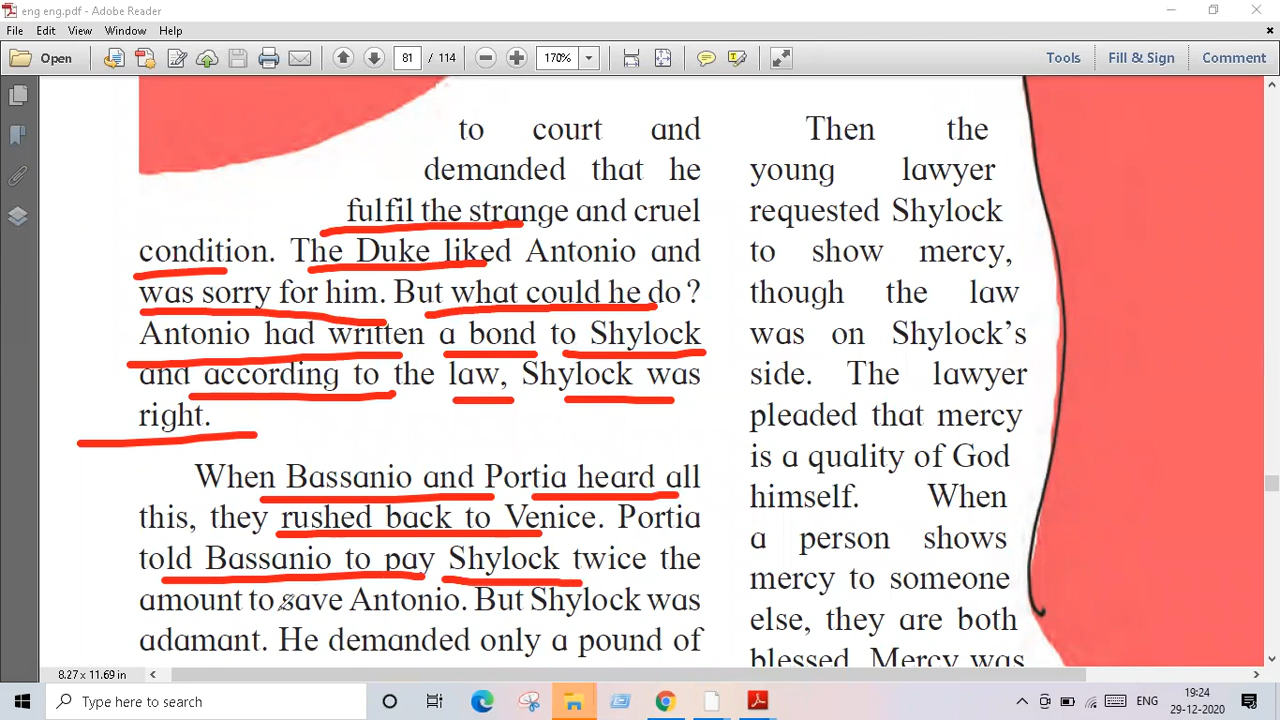 eng eng.pdf - Adobe Reader
File Edit View Window Help
Open 81 / 114 170% Tools Fill & Sign Comment
to court and
demanded that he
fulfil the strange and cruel
condition. The Duke liked Antonio and
was sorry for him. But what could he do?
Antonio had written a bond to Shylock
and according to the law, Shylock was
right.
When Bassanio and Portia heard all
this, they rushed back to Venice. Portia
told Bassanio to pay Shylock twice the
amount to save Antonio. But Shylock was
adamant. He demanded only a pound of
Then the
young lawyer
requested Shylock
to show mercy,
though the law
was on Shylock's
side. The lawyer
pleaded that mercy
is a quality of God
himself. When
a person shows
mercy to someone
else, they are both
blessed. Mercy was
8.27 x 11.69 in
Type here to search
ENG
19:24
29-12-2020